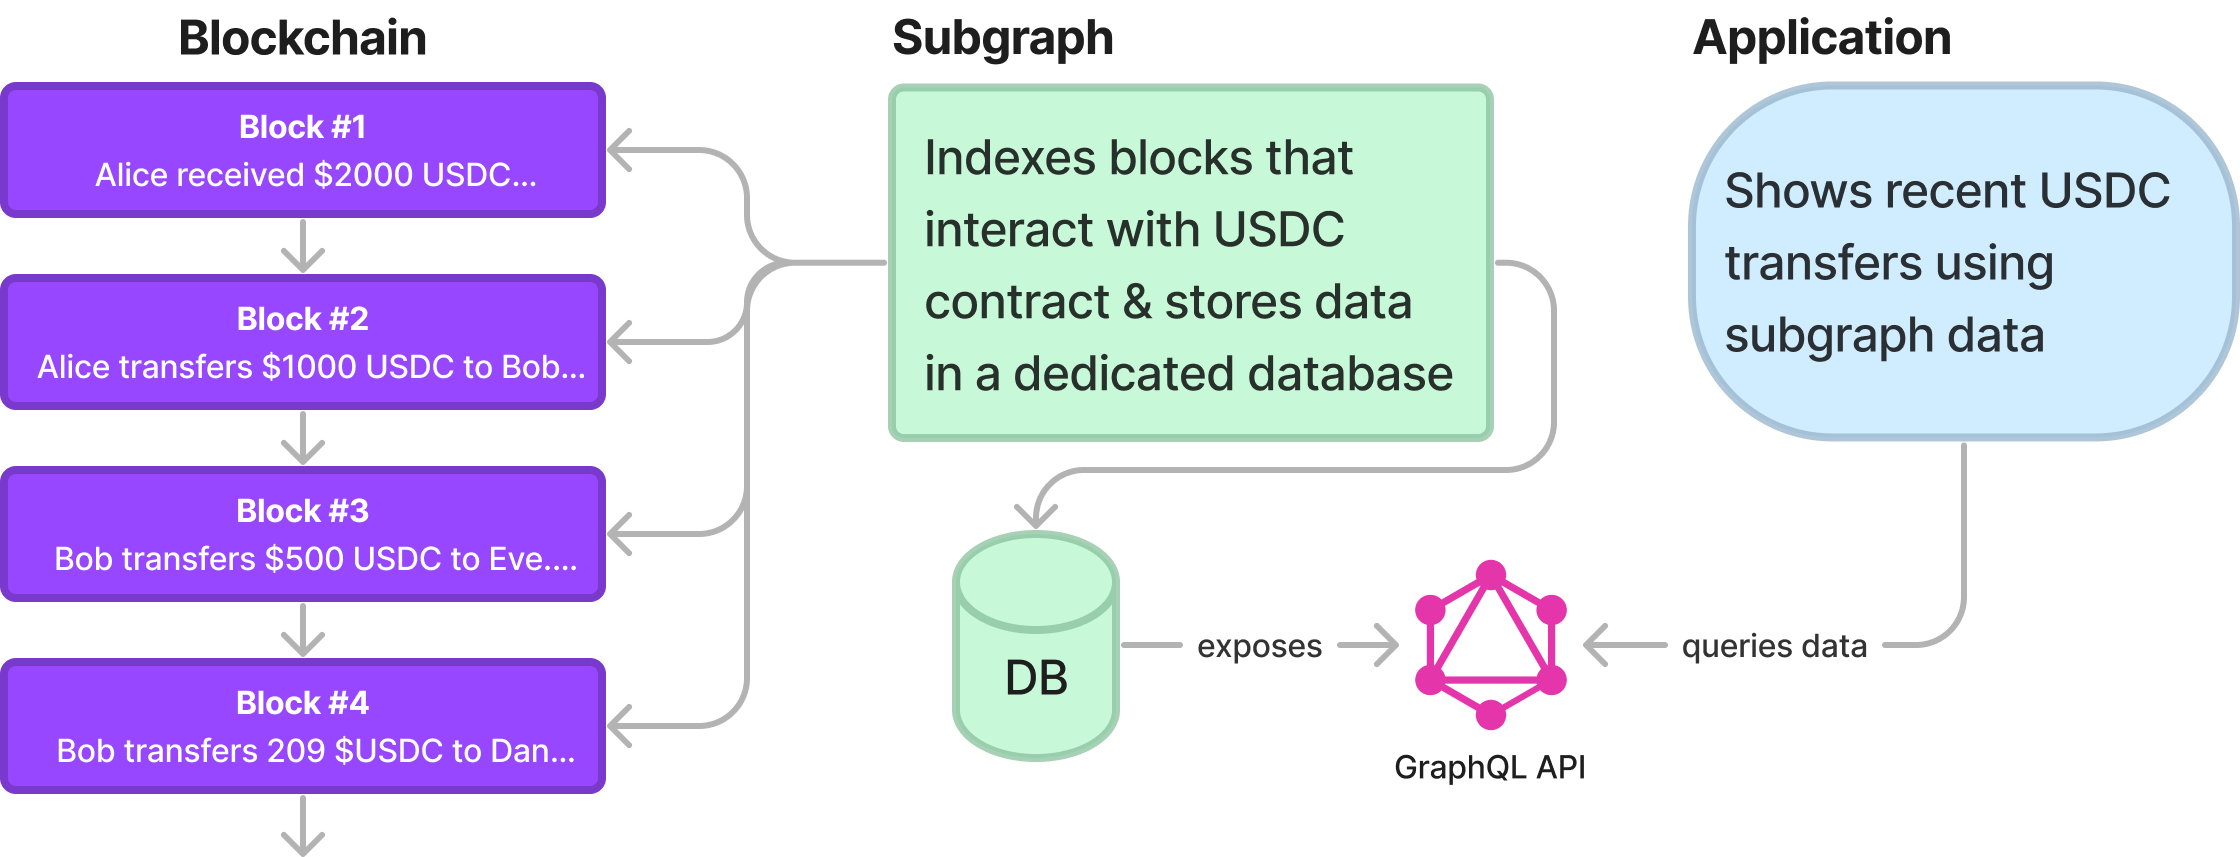 Blockchain
Block #1
Alice received $2000 USDC...
Block #2
Alice transfers $1000 USDC to Bob...
Block #3
Bob transfers $500 USDC to Eve....
Block #4
Bob transfers 209 $USDC to Dan...
Subgraph
Indexes blocks that
interact with USDC
contract & stores data
in a dedicated database
DB
exposes
GraphQL API
queries data
Application
Shows recent USDC
transfers using
subgraph data